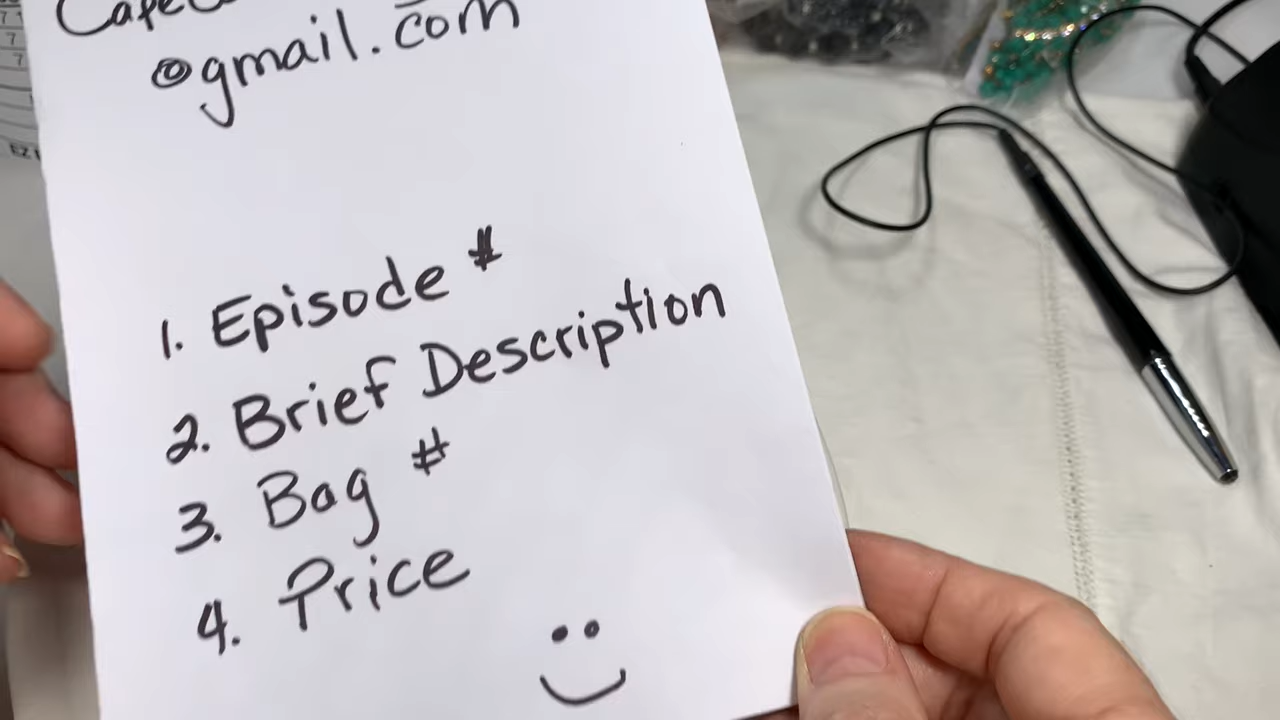 @gmail.com
1. Episode #
2. Brief Description
3. Bag #
4. Price